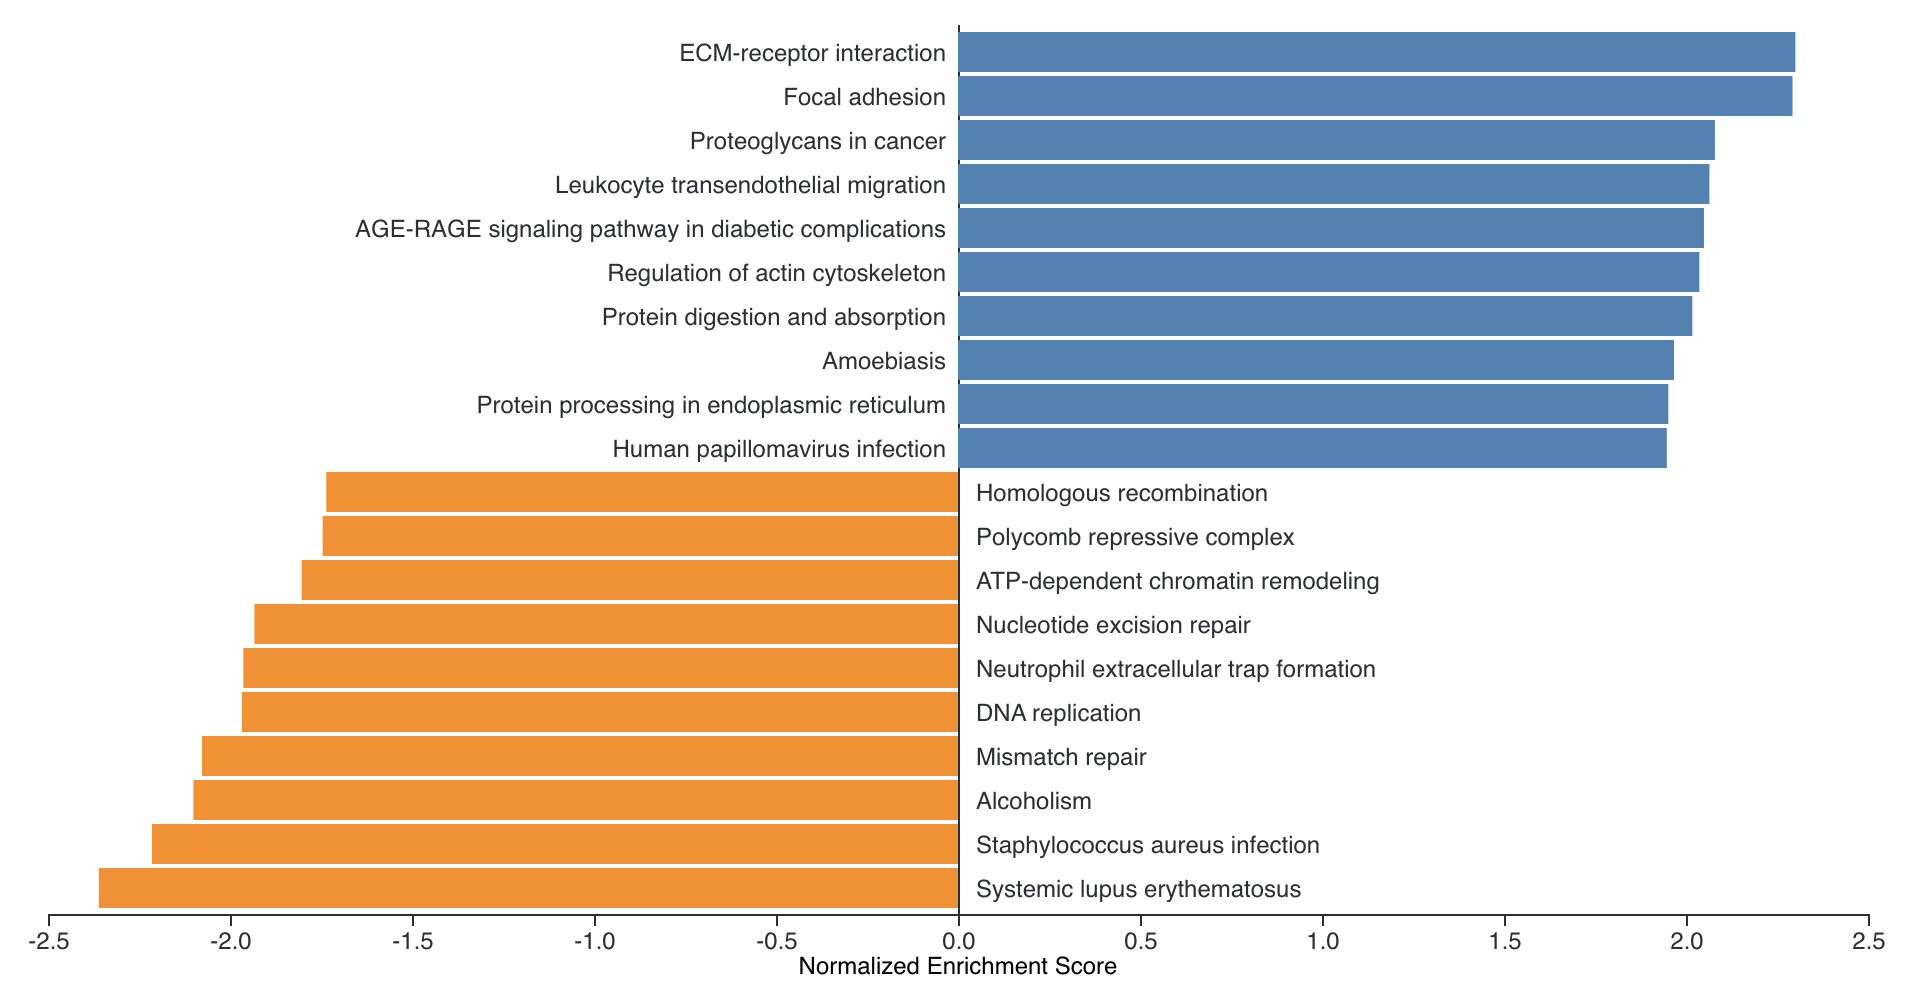 ECM-receptor interaction
Focal adhesion
Proteoglycans in cancer
Leukocyte transendothelial migration
AGE-RAGE signaling pathway in diabetic complications
Regulation of actin cytoskeleton
Protein digestion and absorption
Amoebiasis
Protein processing in endoplasmic reticulum
Human papillomavirus infection
Homologous recombination
Polycomb repressive complex
ATP-dependent chromatin remodeling
Nucleotide excision repair
Neutrophil extracellular trap formation
DNA replication
Mismatch repair
Alcoholism
Staphylococcus aureus infection
Systemic lupus erythematosus
-2.5 -2.0 -1.5 -1.0 -0.5 0.0 0.5 1.0 1.5 2.0 2.5
Normalized Enrichment Score